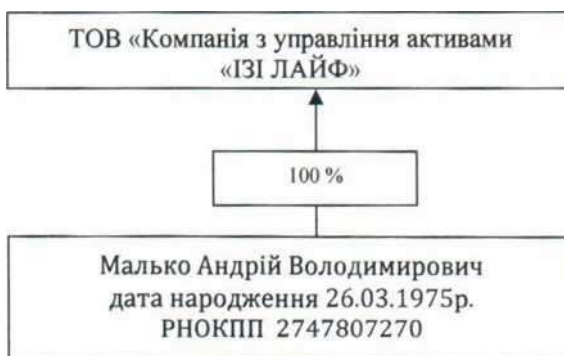 ТОВ «Компанія з управління активами
«ІЗІ ЛАЙФ»
100 %
Малько Андрій Володимирович
дата народження 26.03.1975р.
РНОКПП 2747807270